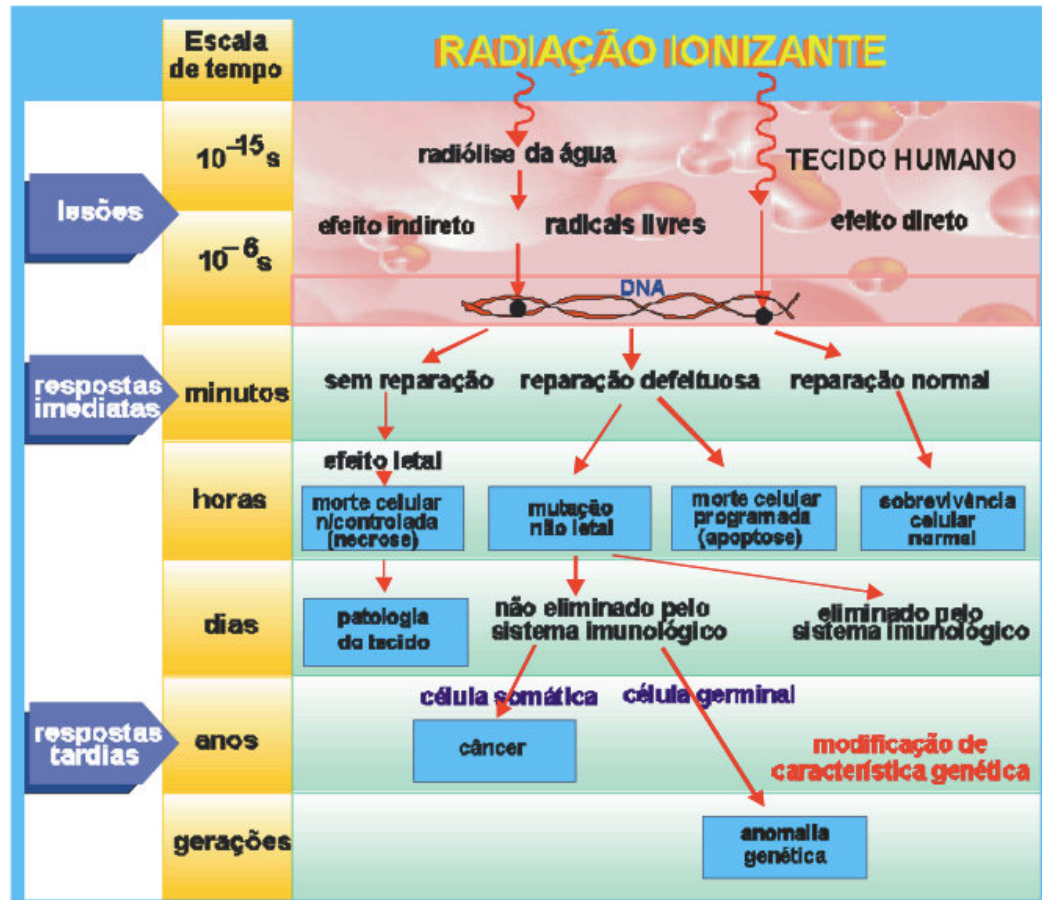 Escala
de tempo
RADIAÇÃO IONIZANTE
lesões
10⁻¹⁵s
radiólise da água
TECIDO HUMANO
efeito indireto
radicais livres
efeito direto
10⁻⁶s
DNA
respostas
imediatas
minutos
sem reparação
reparação defeituosa
reparação normal
horas
efeito letal
morte celular
n/controlada
(necrose)
mutação
não letal
morte celular
programada
(apoptose)
sobrevivência
celular
normal
dias
patologia
do tecido
não eliminado pelo
sistema imunológico
eliminado pelo
sistema imunológico
respostas
tardias
anos
célula somática
célula germinal
câncer
modificação de
característica genética
gerações
anomalia
genética